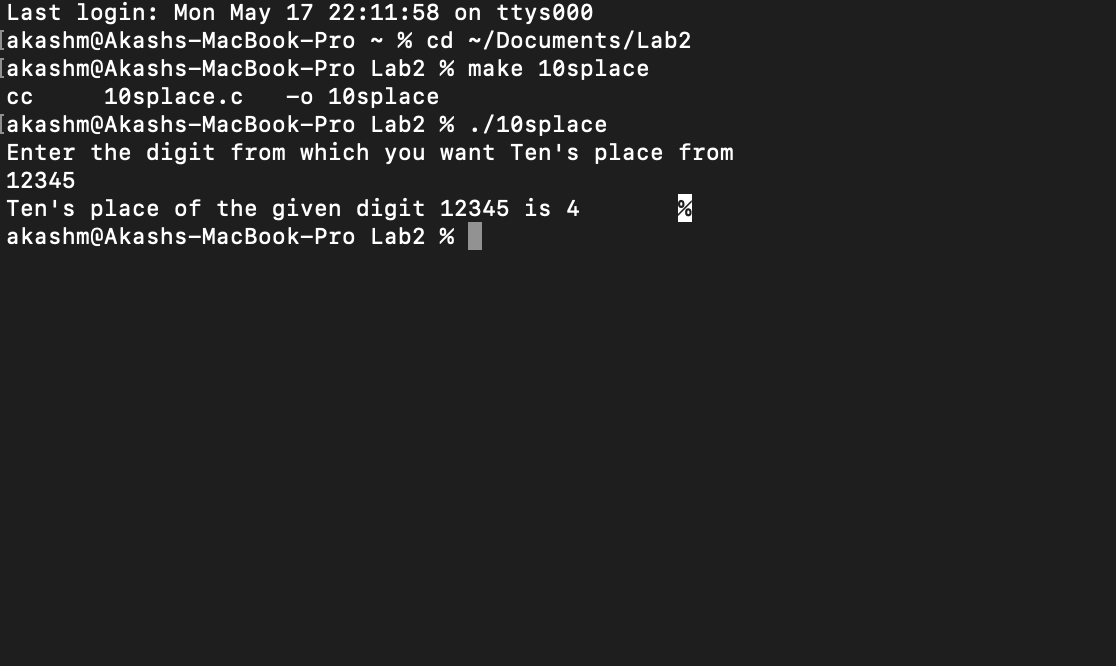 Last login: Mon May 17 22:11:58 on ttys000
[akashm@Akashs-MacBook-Pro ~ % cd ~/Documents/Lab2
[akashm@Akashs-MacBook-Pro Lab2 % make 10splace
cc     10splace.c   -o 10splace
[akashm@Akashs-MacBook-Pro Lab2 % ./10splace
Enter the digit from which you want Ten's place from
12345
Ten's place of the given digit 12345 is 4       %
akashm@Akashs-MacBook-Pro Lab2 %